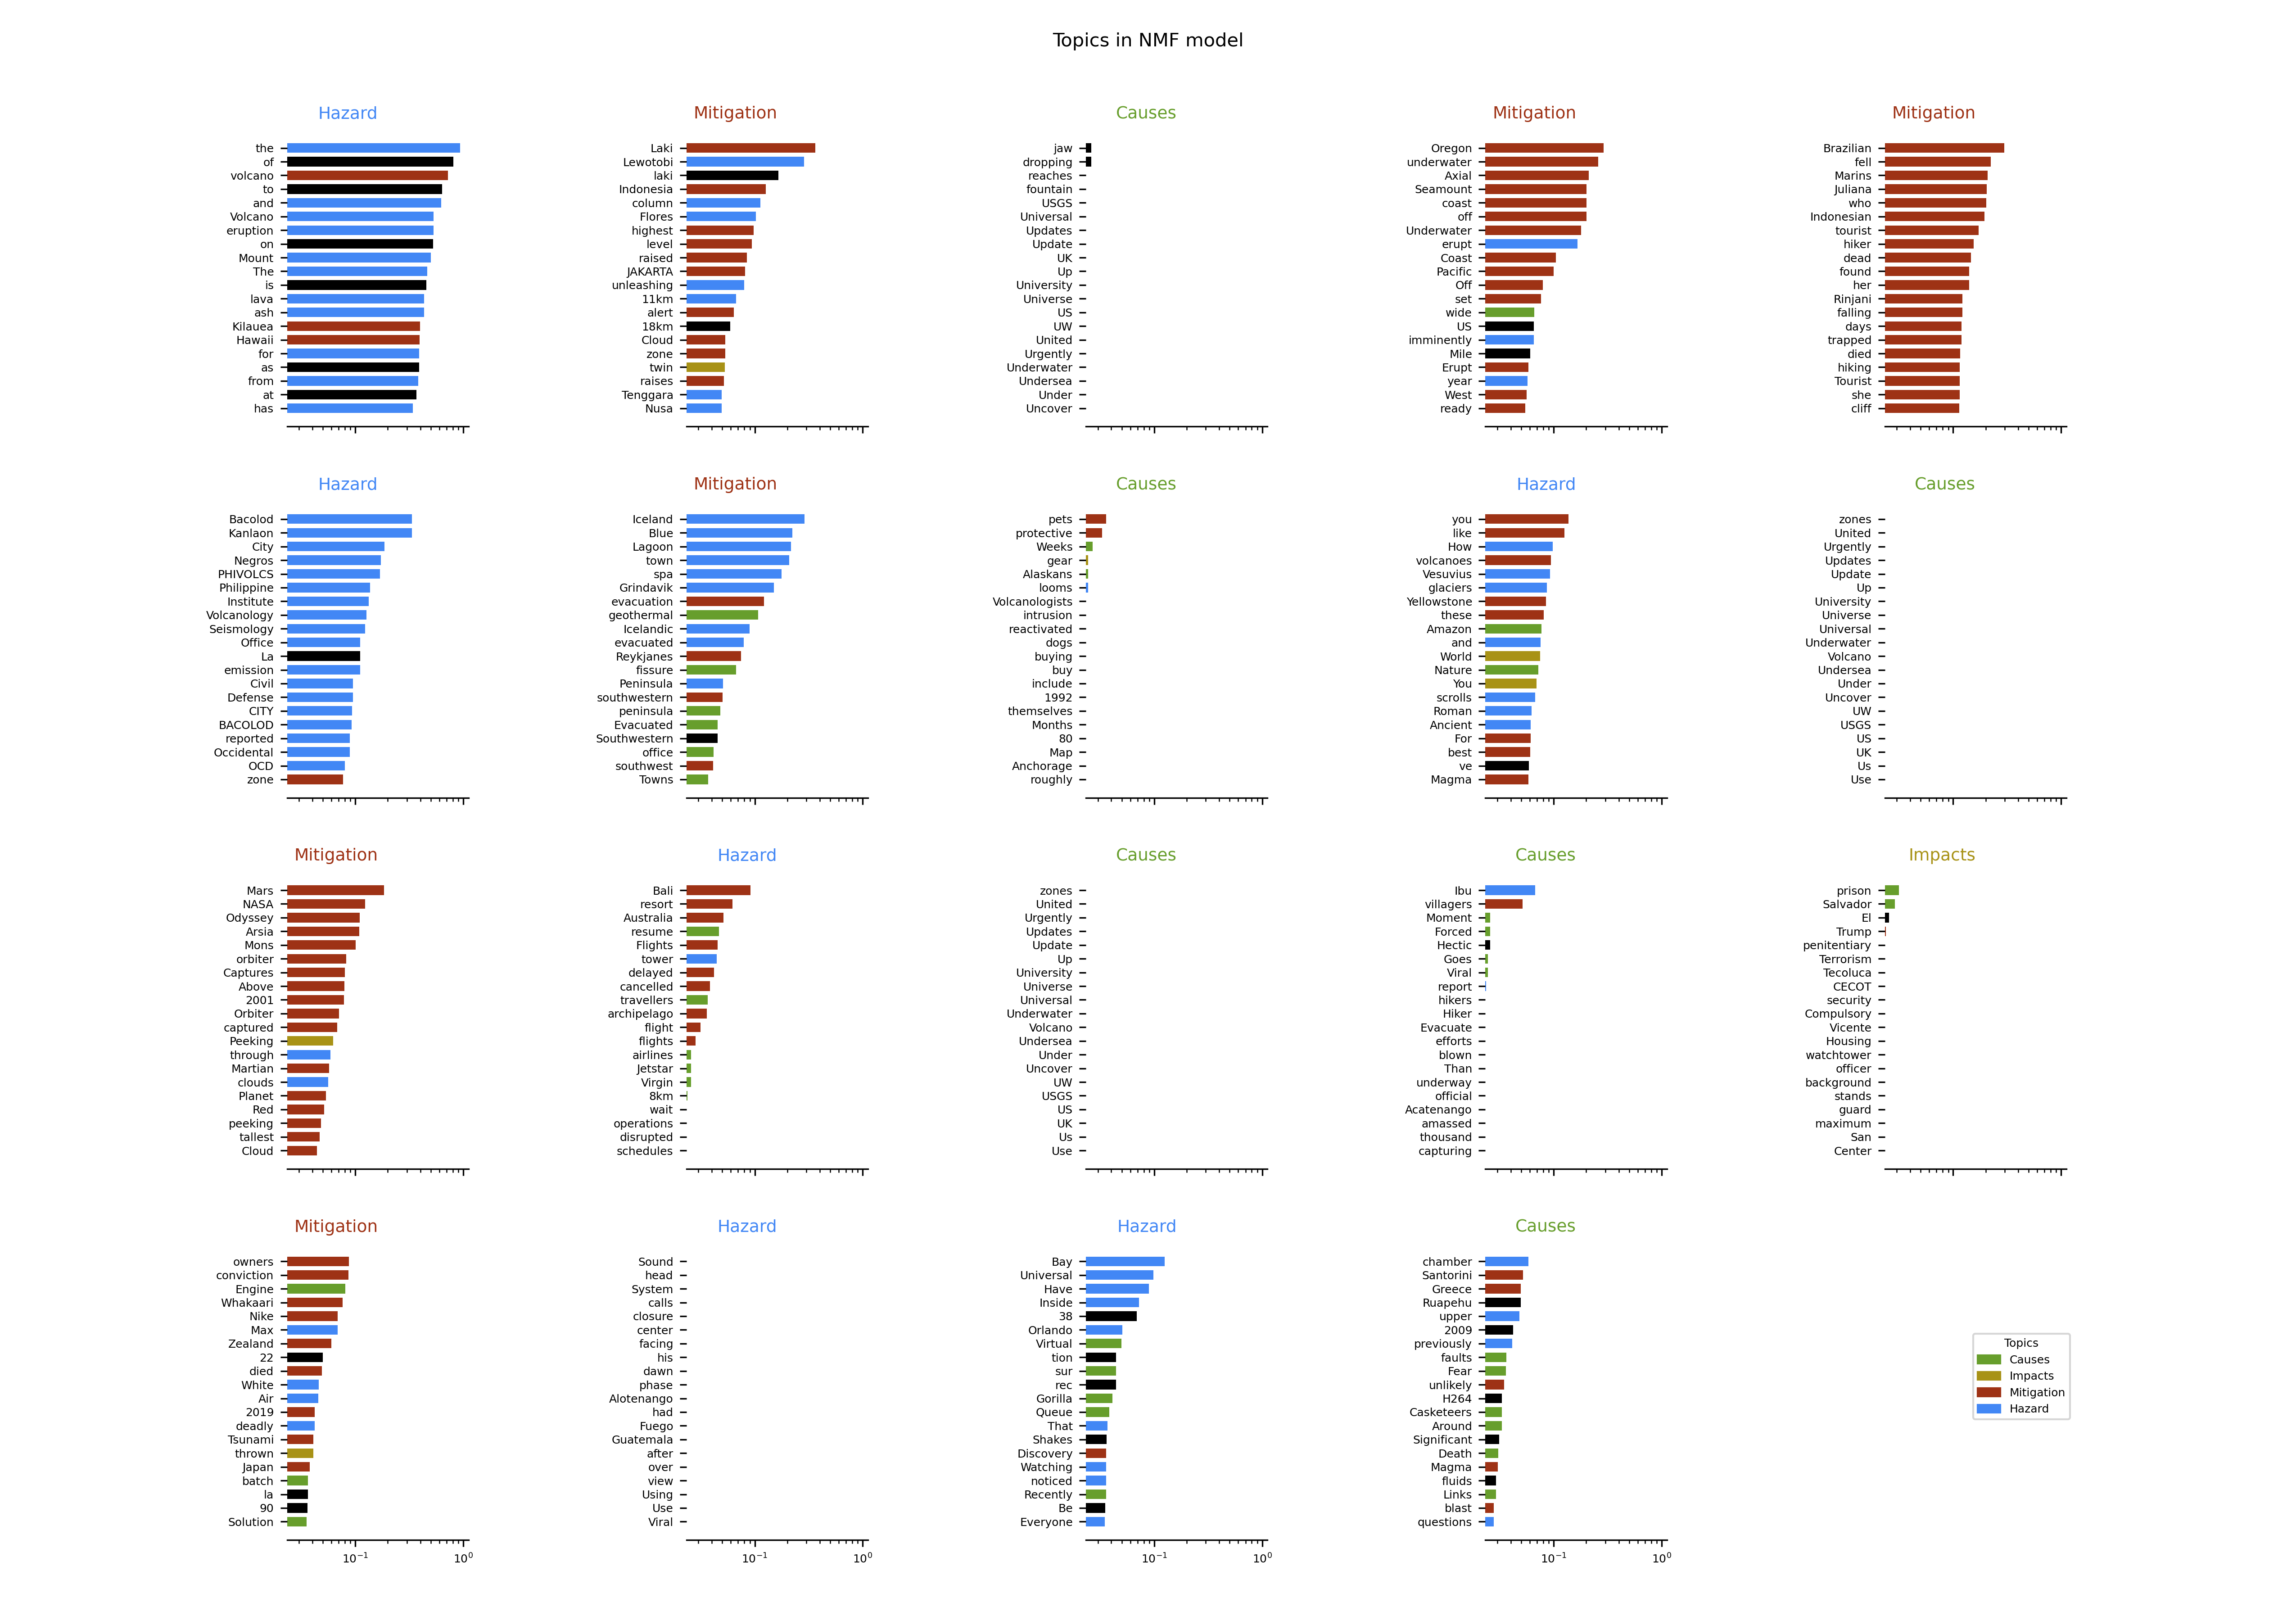 Topics in NMF model
Hazard
the
of
volcano
to
and
Volcano
eruption
on
Mount
The
is
lava
ash
Kilauea
Hawaii
for
as
from
at
has
Mitigation
Laki
Lewotobi
laki
Indonesia
column
Flores
highest
level
raised
JAKARTA
unleashing
11km
alert
18km
Cloud
zone
twin
raises
Tenggara
Nusa
Causes
jaw
dropping
reaches
fountain
USGS
Universal
Updates
Update
UK
Up
University
Universe
US
UW
United
Urgently
Underwater
Undersea
Under
Uncover
Mitigation
Oregon
underwater
Axial
Seamount
coast
off
Underwater
erupt
Coast
Pacific
Off
set
wide
US
imminently
Mile
Erupt
year
West
ready
Mitigation
Brazilian
fell
Marins
Juliana
who
Indonesian
tourist
hiker
dead
found
her
Rinjani
falling
days
trapped
died
hiking
Tourist
she
cliff
Hazard
Bacolod
Kanlaon
City
Negros
PHIVOLCS
Philippine
Institute
Volcanology
Seismology
Office
La
emission
Civil
Defense
CITY
BACOLOD
reported
Occidental
OCD
zone
Mitigation
Iceland
Blue
Lagoon
town
spa
Grindavik
evacuation
geothermal
Icelandic
evacuated
Reykjanes
fissure
Peninsula
southwestern
peninsula
Evacuated
Southwestern
office
southwest
Towns
Causes
pets
protective
Weeks
gear
Alaskans
looms
Volcanologists
intrusion
reactivated
dogs
buying
buy
include
1992
themselves
Months
80
Map
Anchorage
roughly
Hazard
you
like
How
volcanoes
Vesuvius
glaciers
Yellowstone
these
Amazon
and
World
Nature
You
scrolls
Roman
Ancient
For
best
ve
Magma
Causes
zones
United
Urgently
Updates
Update
Up
University
Universe
Universal
Underwater
Volcano
Undersea
Under
Uncover
UW
USGS
US
UK
Us
Use
Mitigation
Mars
NASA
Odyssey
Arsia
Mons
orbiter
Captures
Above
2001
Orbiter
captured
Peeking
through
Martian
clouds
Planet
Red
peeking
tallest
Cloud
Hazard
Bali
resort
Australia
resume
Flights
tower
delayed
cancelled
travellers
archipelago
flight
flights
airlines
Jetstar
Virgin
8km
wait
operations
disrupted
schedules
Causes
zones
United
Urgently
Updates
Update
Up
University
Universe
Universal
Underwater
Volcano
Undersea
Under
Uncover
UW
USGS
US
UK
Us
Use
Causes
Ibu
villagers
Moment
Forced
Hectic
Goes
Viral
report
hikers
Hiker
Evacuate
efforts
blown
Than
underway
official
Acatenango
amassed
thousand
capturing
Impacts
prison
Salvador
El
Trump
penitentiary
Terrorism
Tecoluca
CECOT
security
Compulsory
Vicente
Housing
watchtower
officer
background
stands
guard
maximum
San
Center
Mitigation
owners
conviction
Engine
Whakaari
Nike
Max
Zealand
22
died
White
Air
2019
deadly
Tsunami
thrown
Japan
batch
la
90
Solution
10⁻¹ 10⁰
Hazard
Sound
head
System
calls
closure
center
facing
his
dawn
phase
Alotenango
had
Fuego
Guatemala
after
over
view
Using
Use
Viral
10⁻¹ 10⁰
Hazard
Bay
Universal
Have
Inside
38
Orlando
Virtual
tion
sur
rec
Gorilla
Queue
That
Shakes
Discovery
Watching
noticed
Recently
Be
Everyone
10⁻¹ 10⁰
Causes
chamber
Santorini
Greece
Ruapehu
upper
2009
previously
faults
Fear
unlikely
H264
Casketeers
Around
Significant
Death
Magma
fluids
Links
blast
questions
10⁻¹ 10⁰
Topics
Causes
Impacts
Mitigation
Hazard